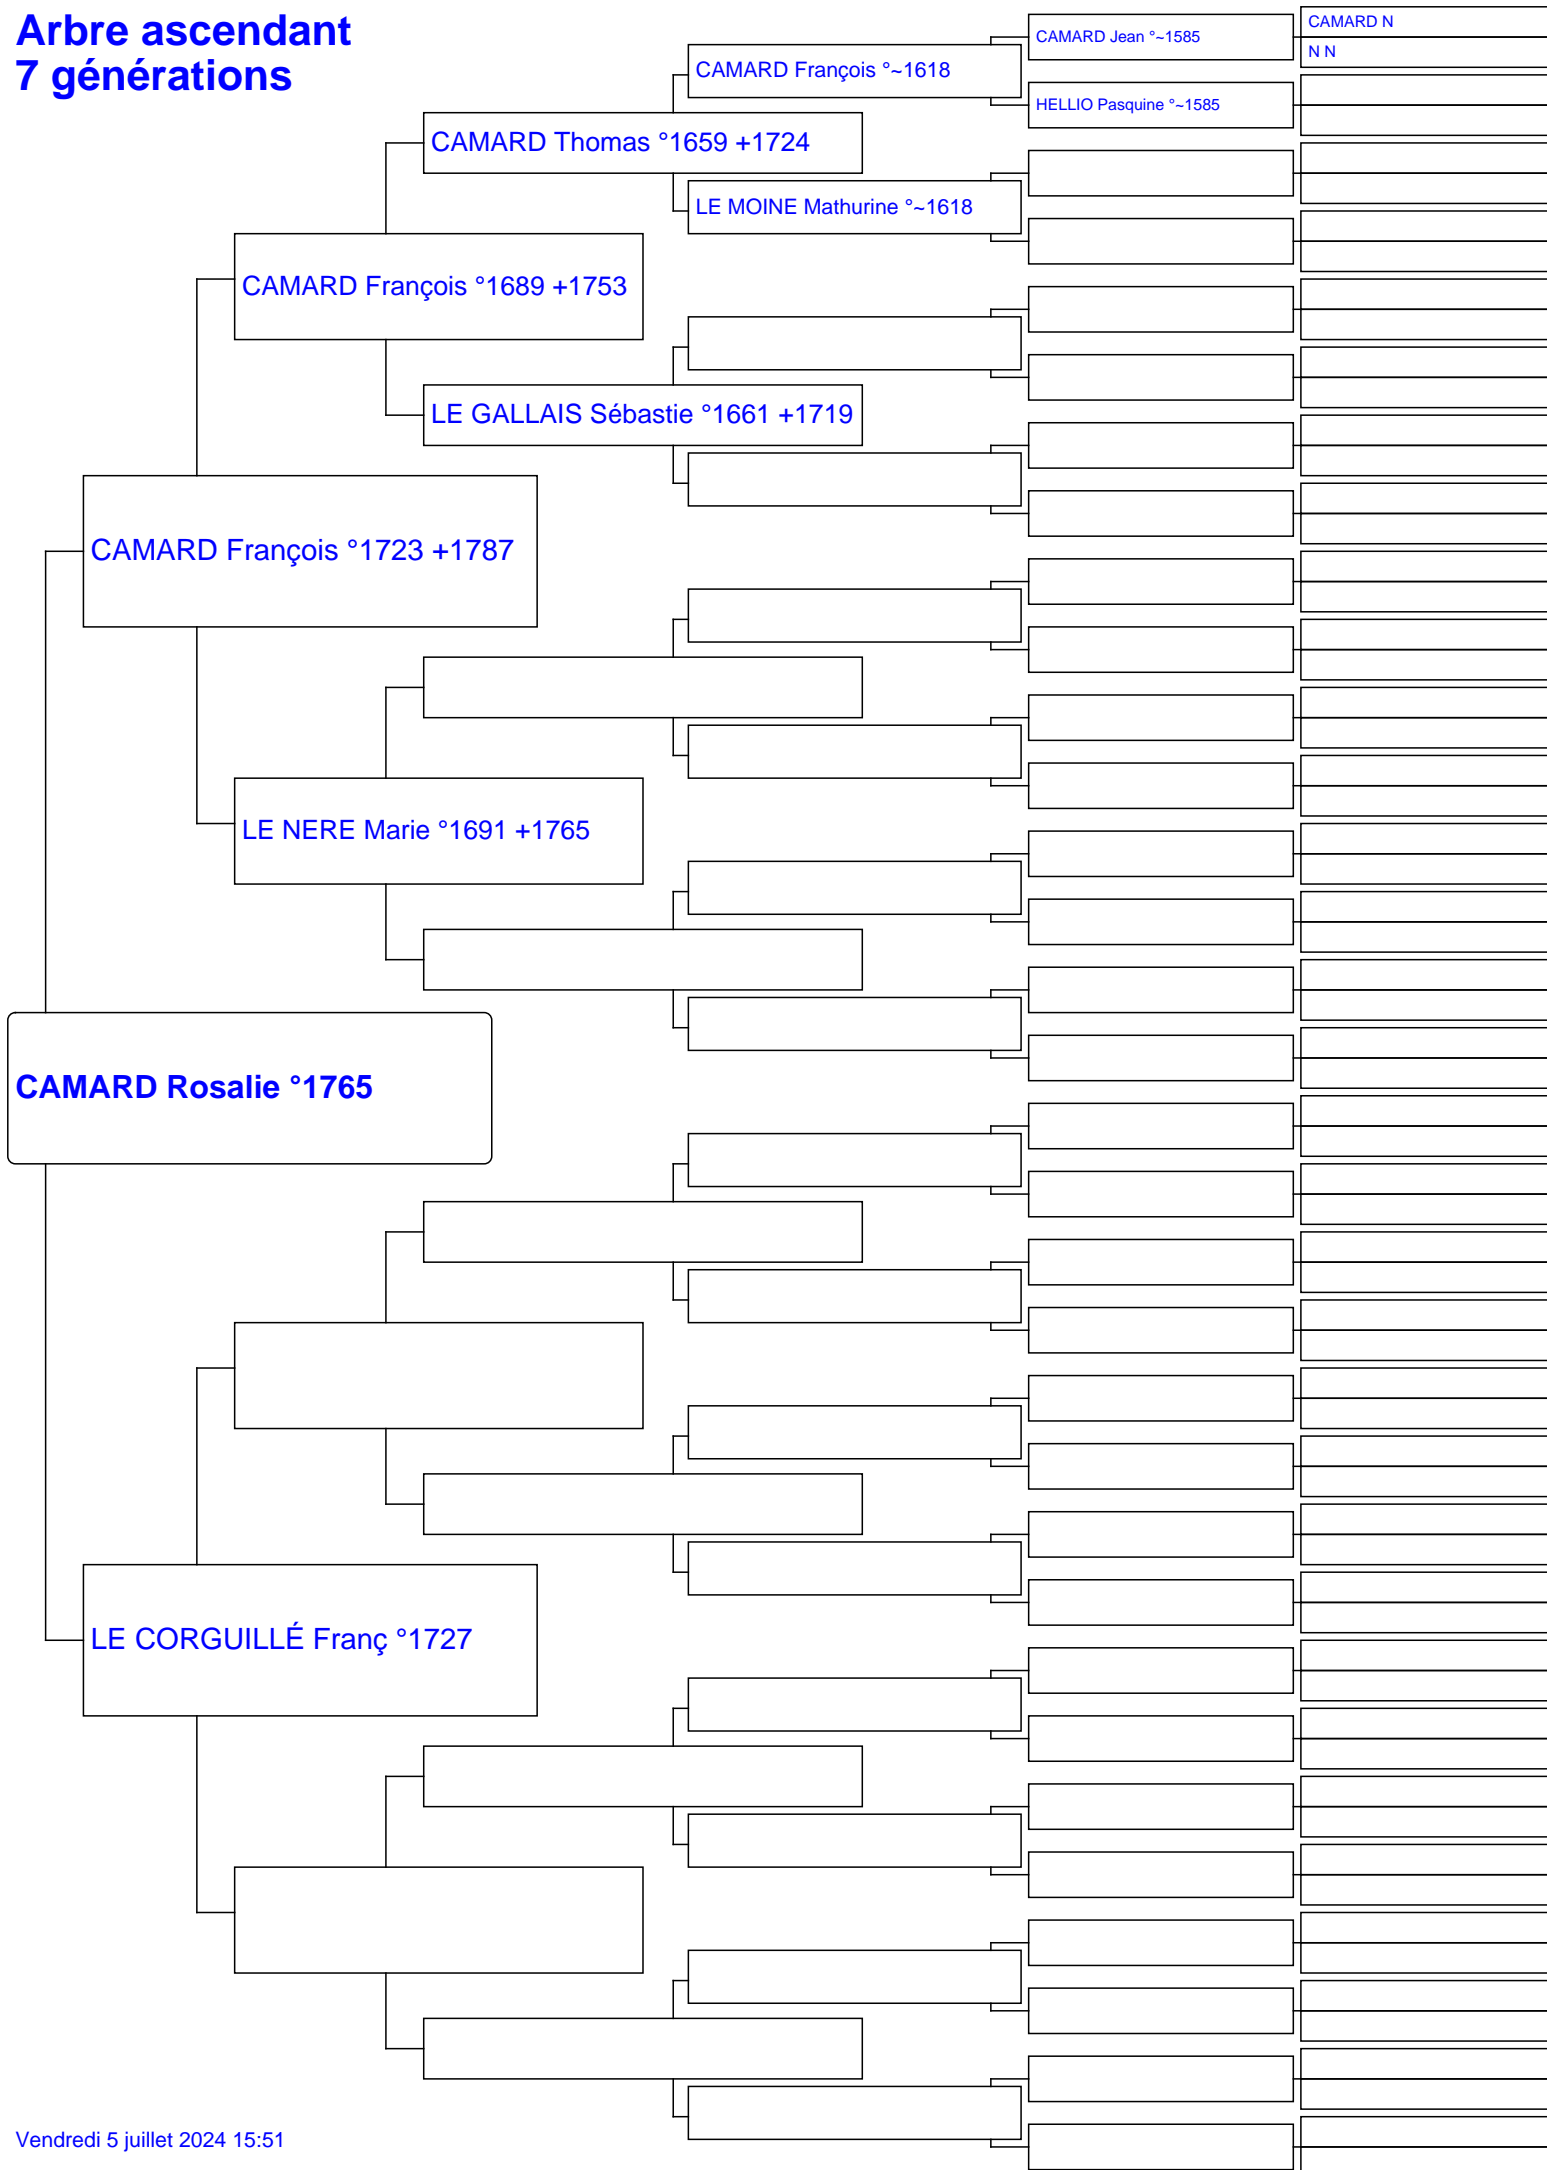 Arbre ascendant
7 générations
CAMARD N
CAMARD Jean °~1585
N N
CAMARD François °~1618
HELLIO Pasquine °~1585
CAMARD Thomas °1659 +1724
LE MOINE Mathurine °~1618
CAMARD François °1689 +1753
LE GALLAIS Sébastie °1661 +1719
CAMARD François °1723 +1787
LE NERE Marie °1691 +1765
CAMARD Rosalie °1765
LE CORGUILLÉ Franç °1727
Vendredi 5 juillet 2024 15:51